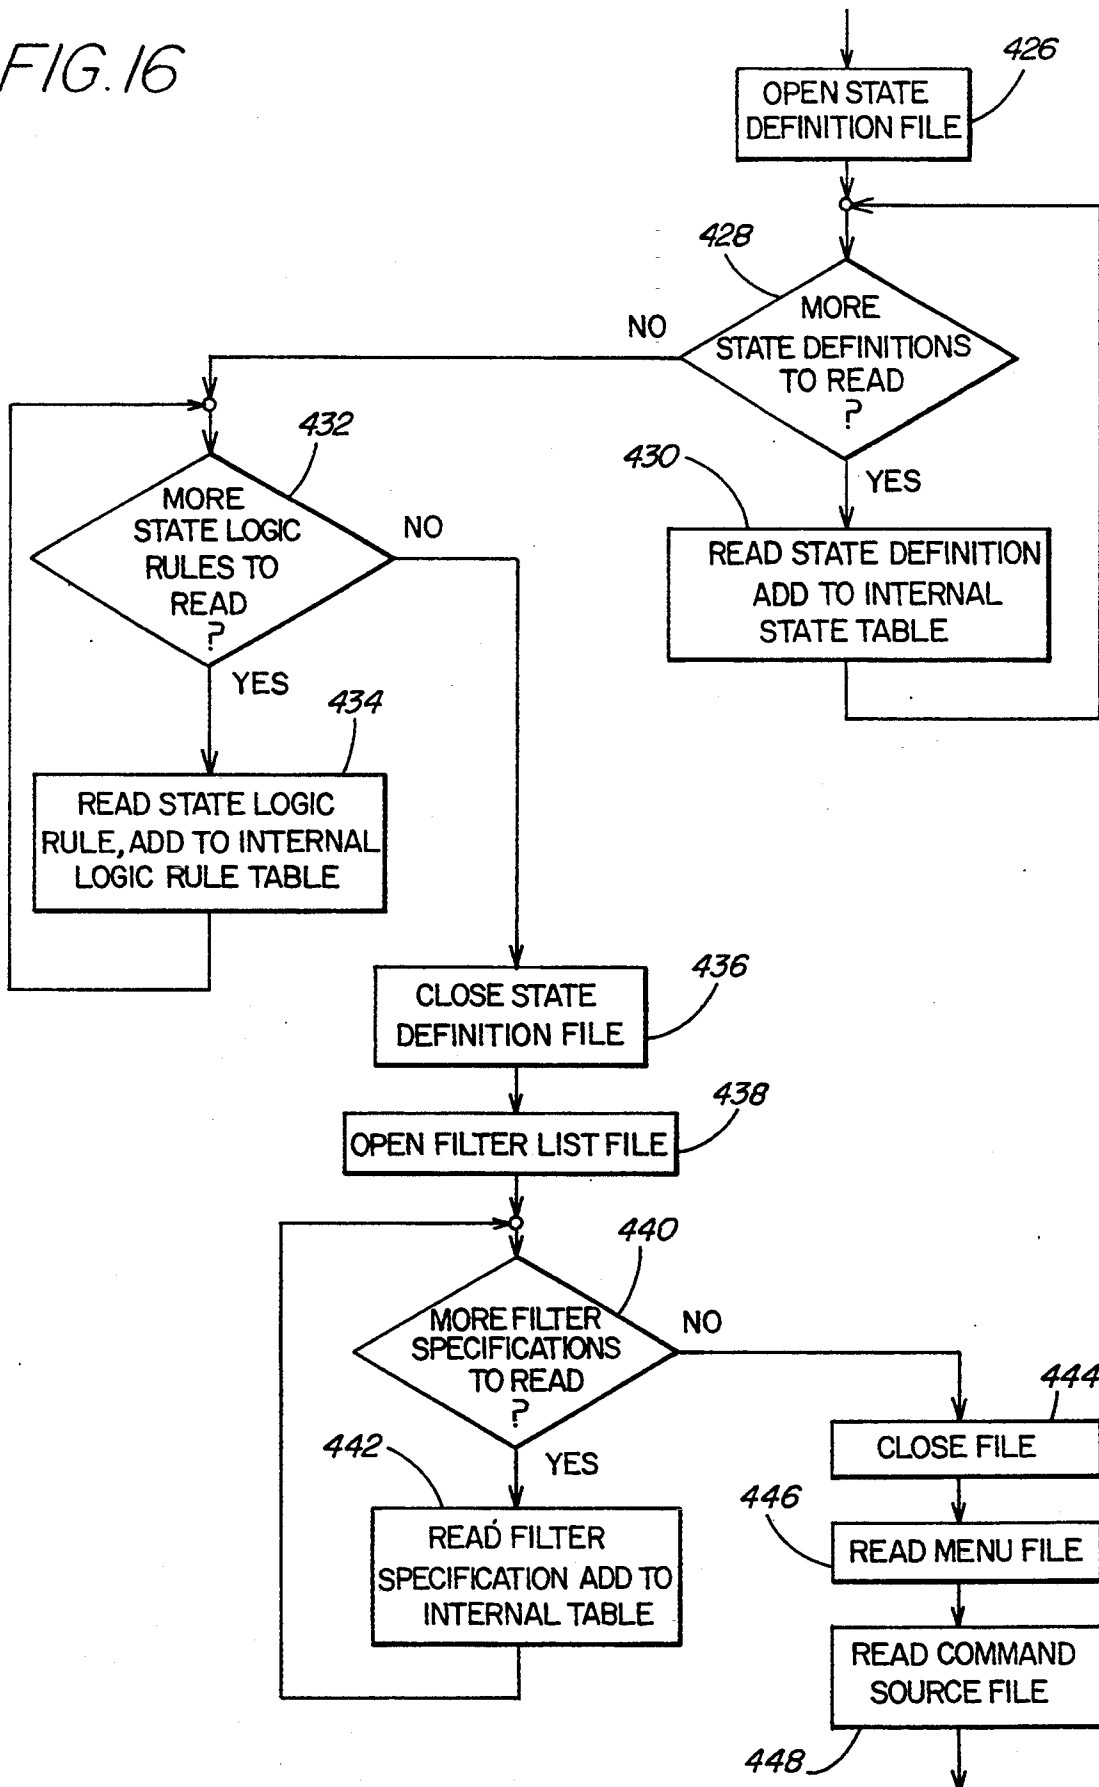 FIG. 16
426
OPEN STATE
DEFINITION FILE
428
MORE
STATE DEFINITIONS
TO READ
?
NO
YES
430
READ STATE DEFINITION
ADD TO INTERNAL
STATE TABLE
432
MORE
STATE LOGIC
RULES TO
READ
?
NO
YES
434
READ STATE LOGIC
RULE, ADD TO INTERNAL
LOGIC RULE TABLE
436
CLOSE STATE
DEFINITION FILE
438
OPEN FILTER LIST FILE
440
MORE FILTER
SPECIFICATIONS
TO READ
?
NO
YES
442
READ FILTER
SPECIFICATION ADD TO
INTERNAL TABLE
444
CLOSE FILE
446
READ MENU FILE
READ COMMAND
SOURCE FILE
448